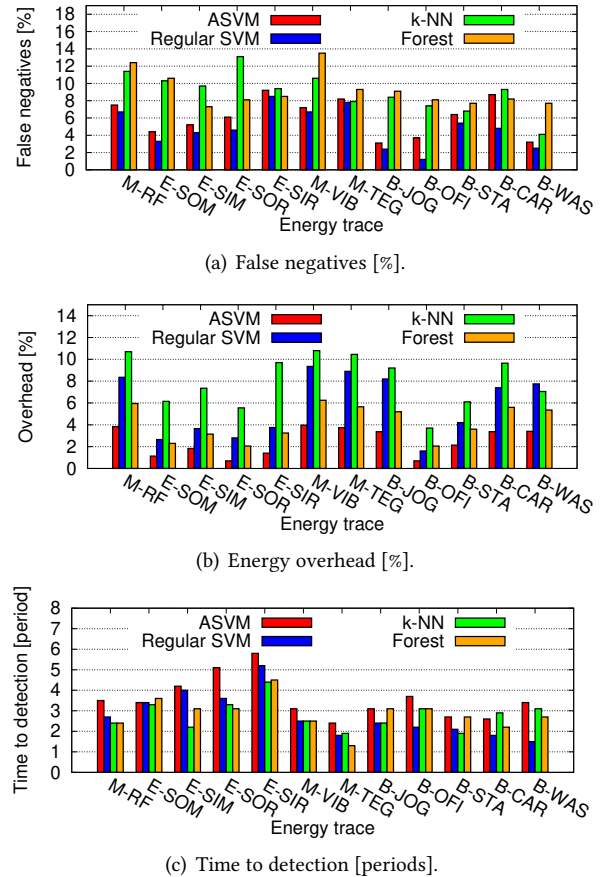 False negatives [%]
18
16
14
12
10
8
6
4
2
0
ASVM
Regular SVM
k-NN
Forest
M-RF
E-SOM
E-SIM
E-SOR
E-SIR
M-VIB
M-TEG
B-JOG
B-OFI
B-STA
B-CAR
B-WAS
Energy trace
(a) False negatives [%].
Overhead [%]
14
12
10
8
6
4
2
0
ASVM
Regular SVM
k-NN
Forest
M-RF
E-SOM
E-SIM
E-SOR
E-SIR
M-VIB
M-TEG
B-JOG
B-OFI
B-STA
B-CAR
B-WAS
Energy trace
(b) Energy overhead [%].
Time to detection [period]
8
7
6
5
4
3
2
1
0
ASVM
Regular SVM
k-NN
Forest
M-RF
E-SOM
E-SIM
E-SOR
E-SIR
M-VIB
M-TEG
B-JOG
B-OFI
B-STA
B-CAR
B-WAS
Energy trace
(c) Time to detection [periods].